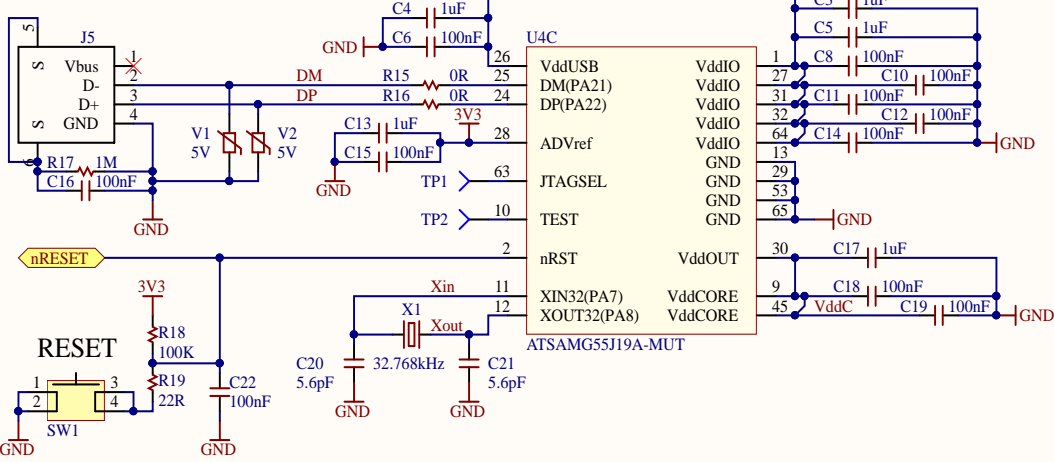 C4 1uF
GND
C6 100nF
C3 1uF
C5 1uF
5
J5
S
Vbus 1
D- 2
D+ 3
S
GND 4
6
DM R15 0R
DP R16 0R
V1 5V
V2 5V
R17 1M
C16 100nF
GND
C13 1uF
C15 100nF
GND
3V3
TP1
TP2
U4C
26 VddUSB
25 DM(PA21)
24 DP(PA22)
28 ADVref
63 JTAGSEL
10 TEST
2 nRST
11 XIN32(PA7)
12 XOUT32(PA8)
VddIO 1
VddIO 27
VddIO 31
VddIO 32
VddIO 64
GND 13
GND 29
GND 53
GND 65
VddOUT 30
VddCORE 9
VddCORE 45
ATSAMG55J19A-MUT
C8 100nF
C10 100nF
C11 100nF
C12 100nF
C14 100nF
GND
GND
C17 1uF
C18 100nF
VddC
C19 100nF
GND
nRESET
3V3
R18
100K
R19
22R
RESET
1 3
2 4
SW1
GND
C22
100nF
GND
Xin
X1
Xout
32.768kHz
C20
5.6pF
GND
C21
5.6pF
GND